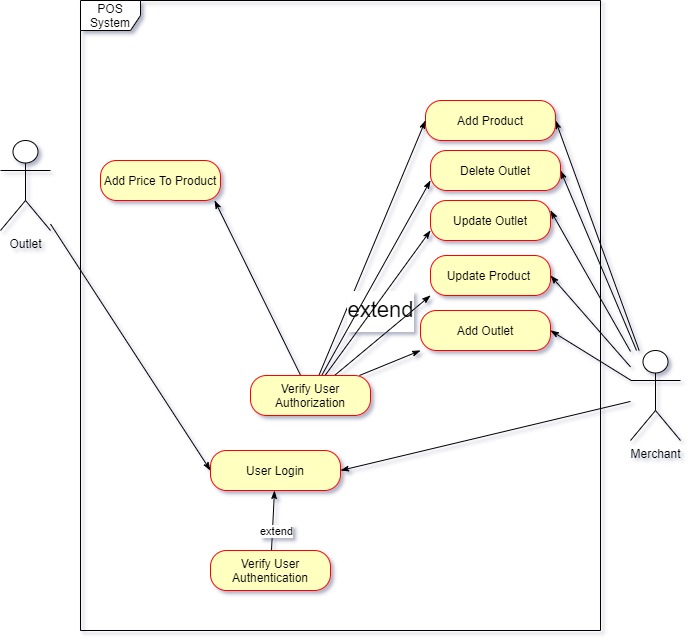 POS
System
Add Product
Delete Outlet
Add Price To Product
Update Outlet
Outlet
Update Product
extend
Add Outlet
Verify User
Authorization
Merchant
User Login
extend
Verify User
Authentication